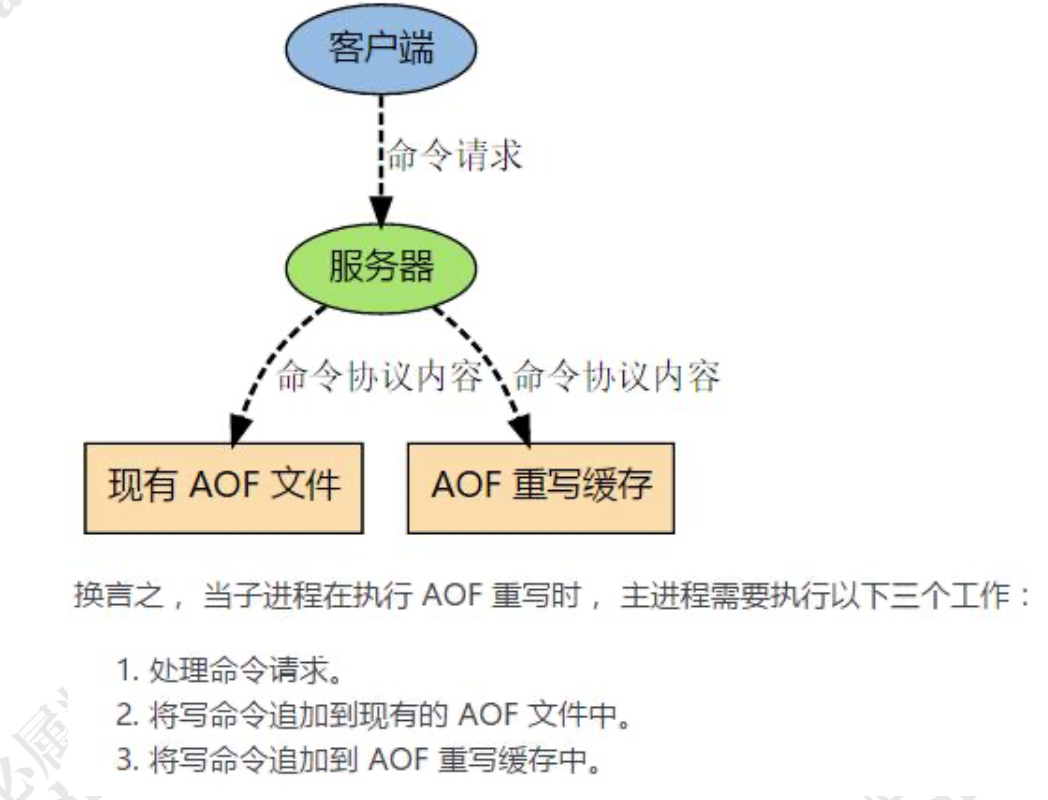 客户端
命令请求
服务器
命令协议内容 命令协议内容
现有 AOF 文件 AOF 重写缓存
换言之，当子进程在执行 AOF 重写时，主进程需要执行以下三个工作：
1. 处理命令请求。
2. 将写命令追加到现有的 AOF 文件中。
3. 将写命令追加到 AOF 重写缓存中。